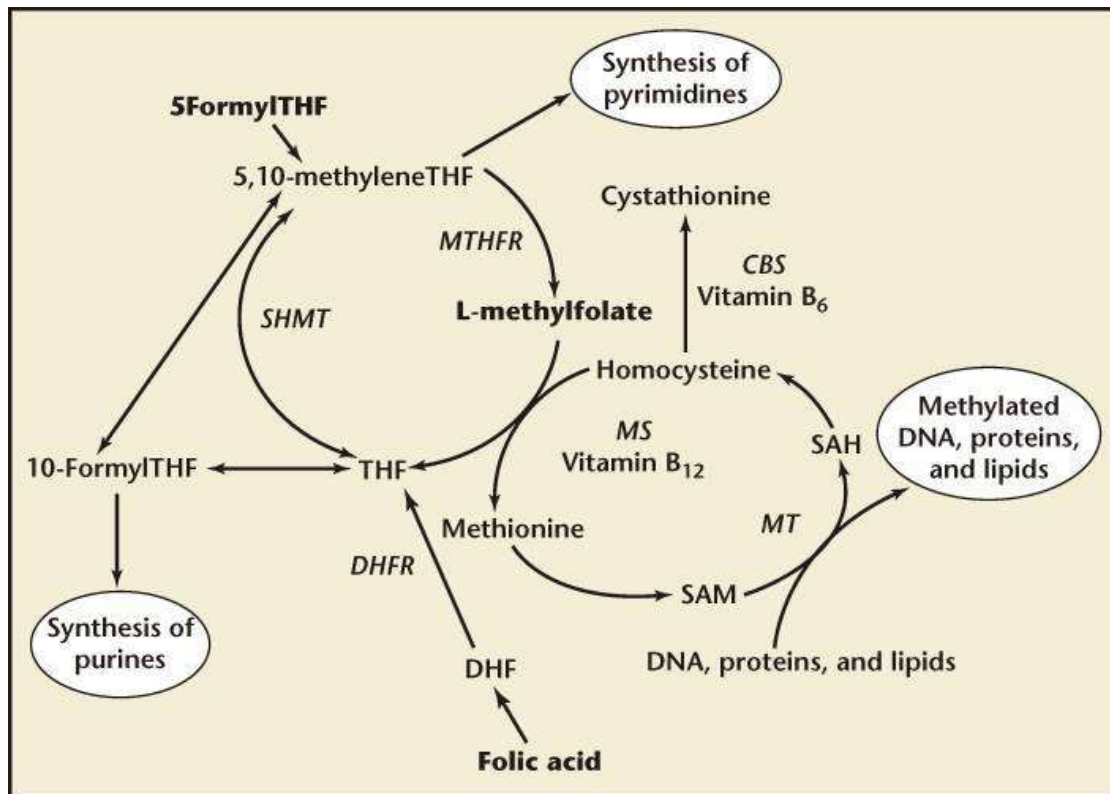 Synthesis of
pyrimidines
5FormylTHF
5,10-methyleneTHF
Cystathionine
MTHFR
CBS
Vitamin B6
SHMT
L-methylfolate
Homocysteine
Methylated
DNA, proteins,
and lipids
MS
Vitamin B12
SAH
10-FormylTHF
THF
Methionine
MT
DHFR
SAM
Synthesis of
purines
DHF
DNA, proteins, and lipids
Folic acid